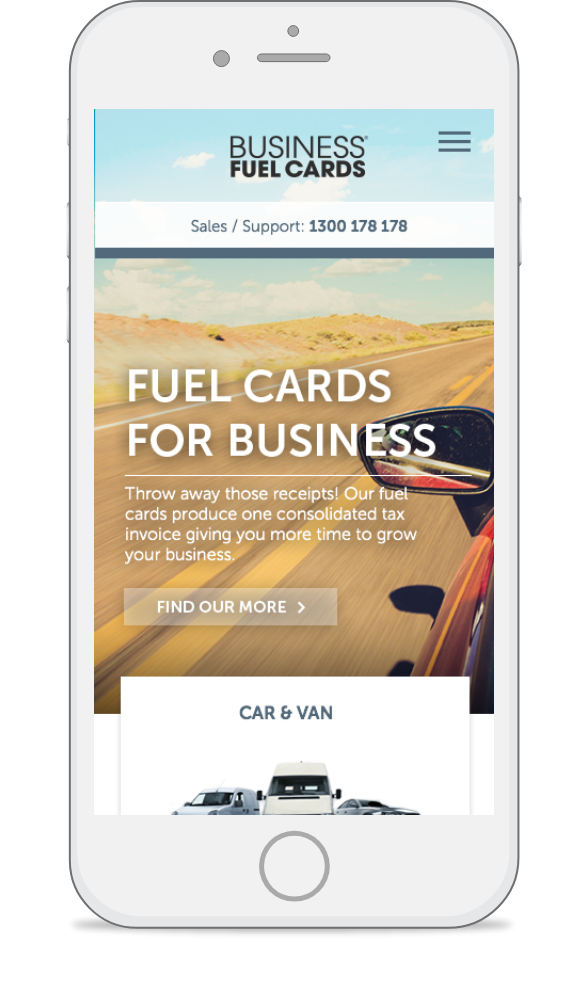 BUSINESS®
FUEL CARDS
Sales / Support: 1300 178 178
FUEL CARDS
FOR BUSINESS
Throw away those receipts! Our fuel
cards produce one consolidated tax
invoice giving you more time to grow
your business.
FIND OUR MORE
CAR & VAN